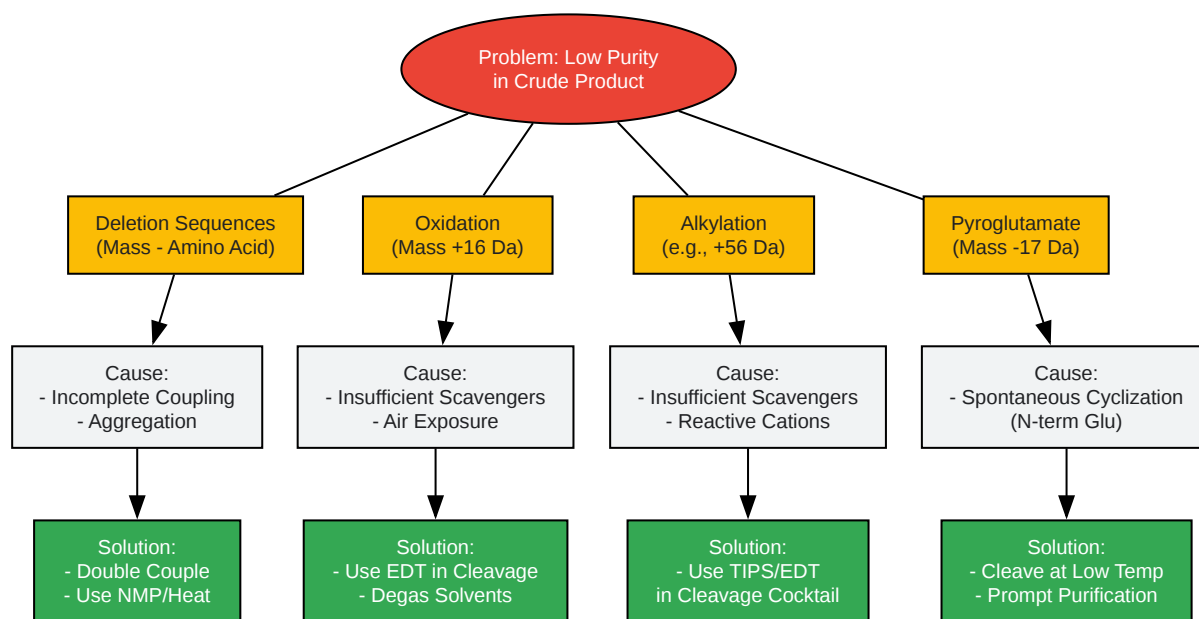 Problem: Low Purity
in Crude Product
Deletion Sequences
(Mass - Amino Acid)
Oxidation
(Mass +16 Da)
Alkylation
(e.g., +56 Da)
Pyroglutamate
(Mass -17 Da)
Cause:
- Incomplete Coupling
- Aggregation
Cause:
- Insufficient Scavengers
- Air Exposure
Cause:
- Insufficient Scavengers
- Reactive Cations
Cause:
- Spontaneous Cyclization
(N-term Glu)
Solution:
- Double Couple
- Use NMP/Heat
Solution:
- Use EDT in Cleavage
- Degas Solvents
Solution:
- Use TIPS/EDT
in Cleavage Cocktail
Solution:
- Cleave at Low Temp
- Prompt Purification